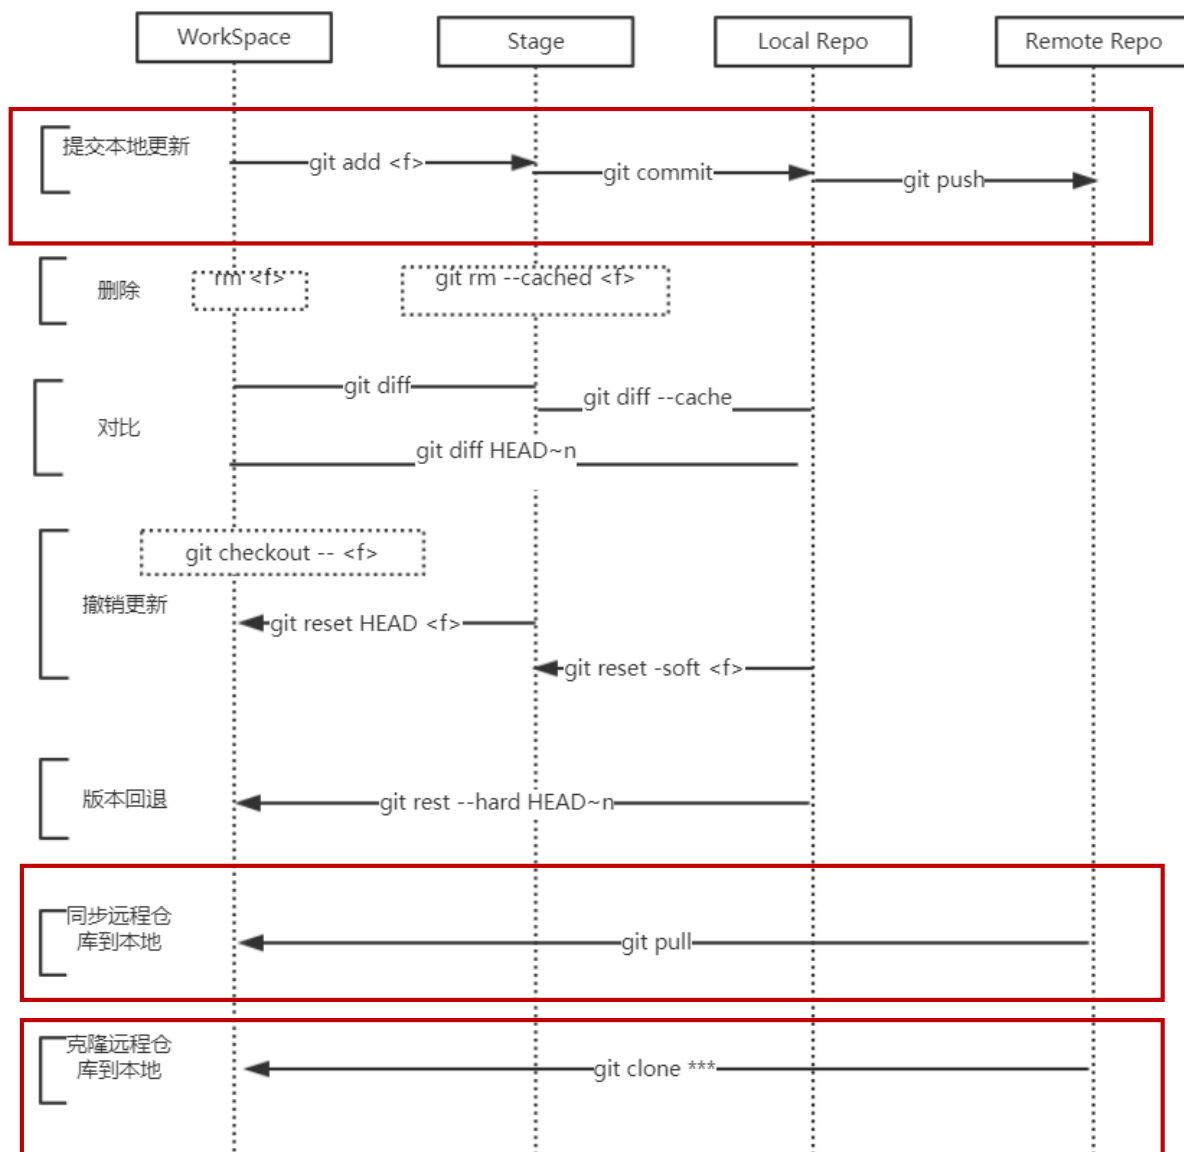 WorkSpace
Stage
Local Repo
Remote Repo
提交本地更新
git add <f>
git commit
git push
删除
rm <f>
git rm --cached <f>
对比
git diff
git diff --cache
git diff HEAD~n
撤销更新
git checkout -- <f>
git reset HEAD <f>
git reset -soft <f>
版本回退
git rest --hard HEAD~n
同步远程仓
库到本地
git pull
克隆远程仓
库到本地
git clone ***